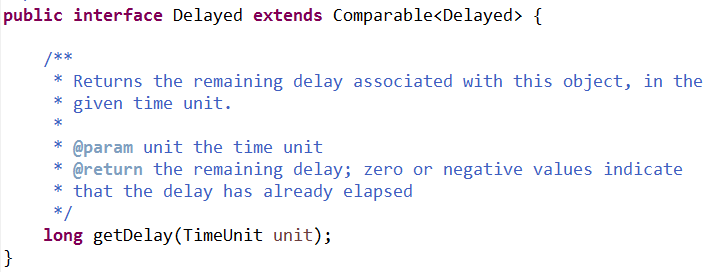 public interface Delayed extends Comparable<Delayed> {
/**
* Returns the remaining delay associated with this object, in the
* given time unit.
*
* @param unit the time unit
* @return the remaining delay; zero or negative values indicate
* that the delay has already elapsed
*/
long getDelay(TimeUnit unit);
}